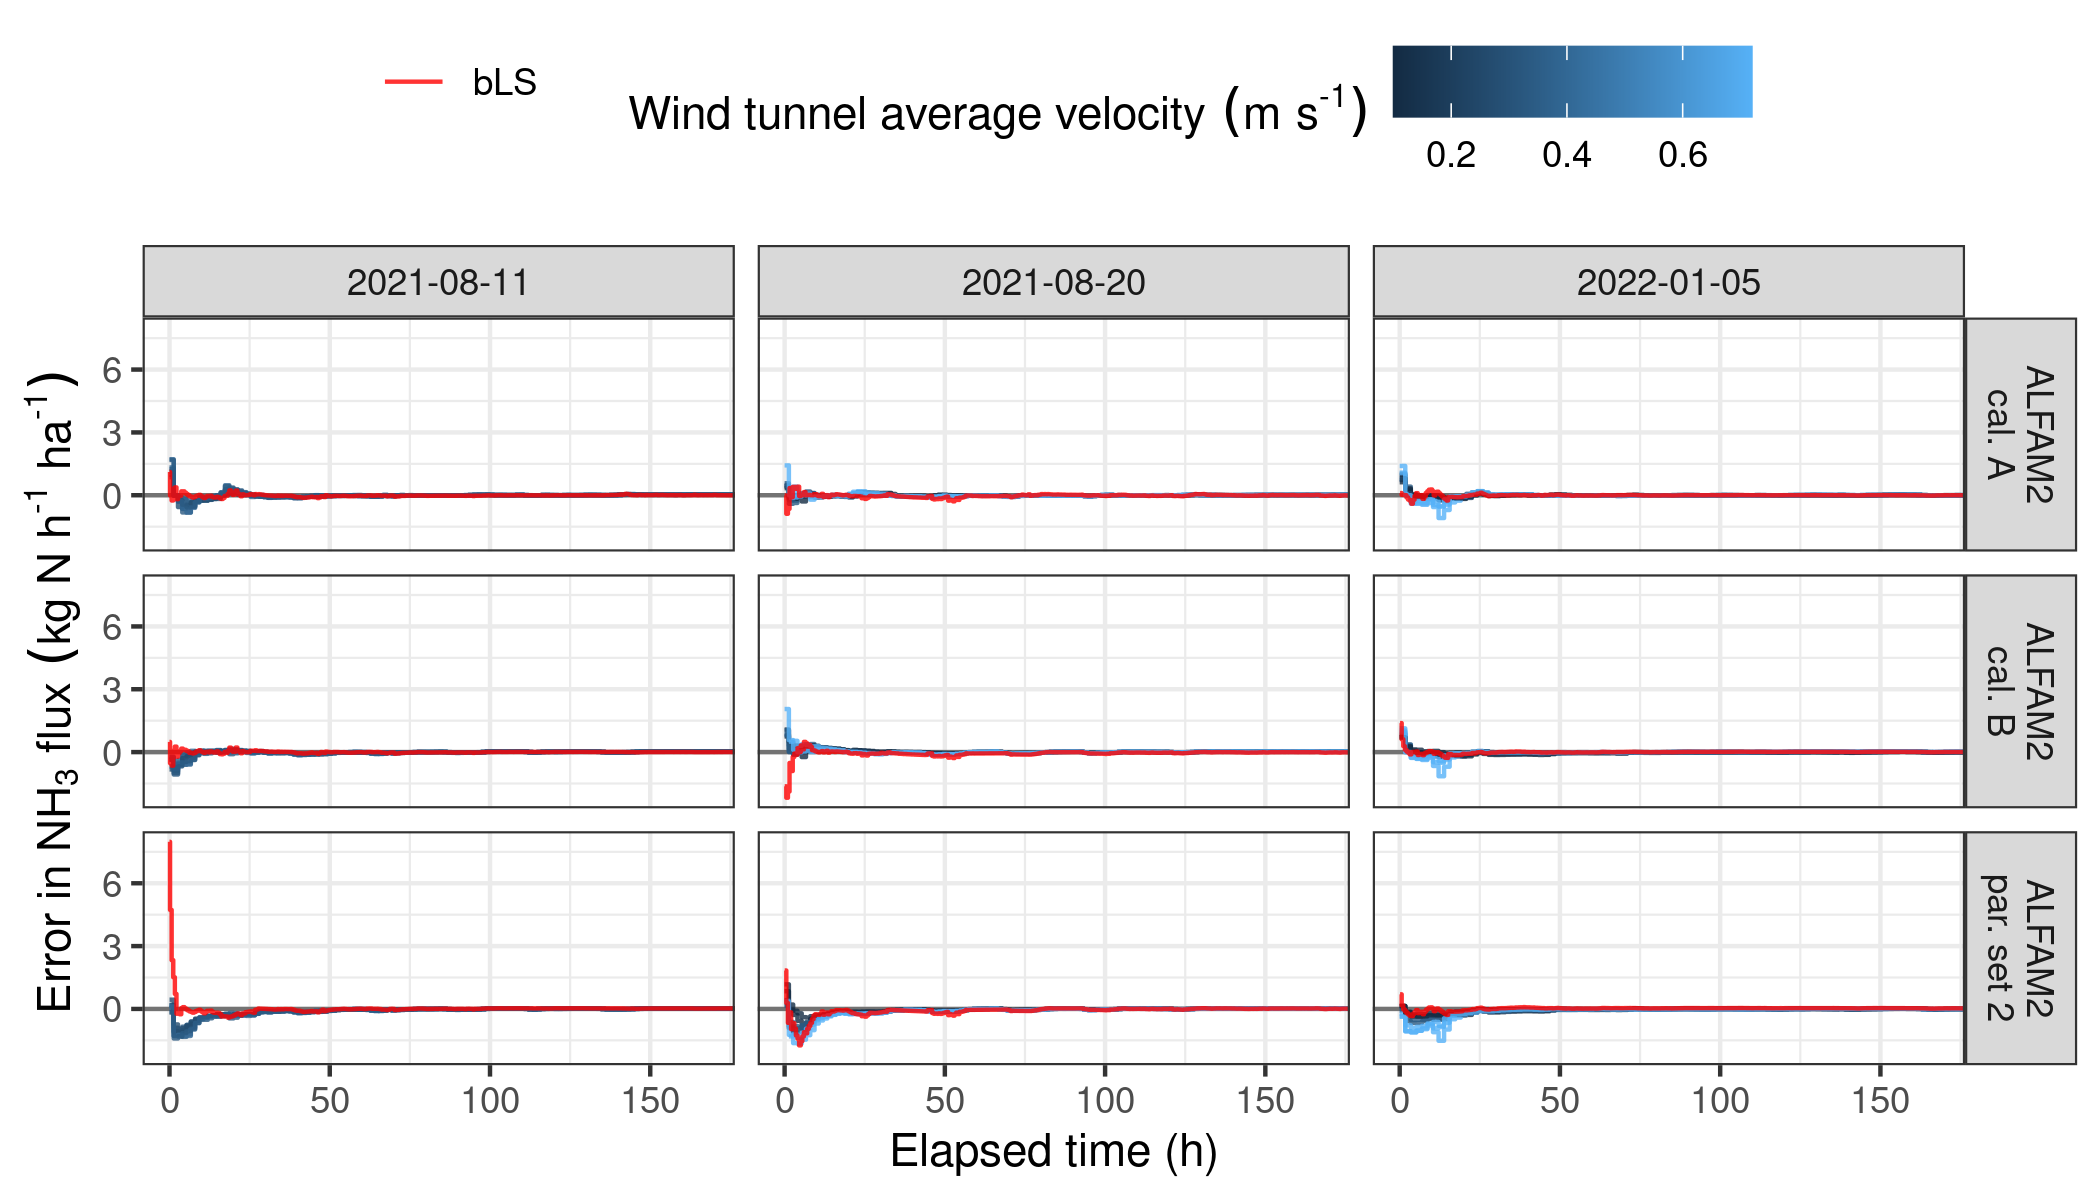 bLS
Wind tunnel average velocity (m s-1)
0.2 0.4 0.6
2021-08-11 2021-08-20 2022-01-05
Error in NH3 flux (kg N h-1 ha-1)
6
3
0
ALFAM2
cal. A
6
3
0
ALFAM2
cal. B
6
3
0
ALFAM2
par. set 2
0 50 100 150 0 50 100 150 0 50 100 150
Elapsed time (h)